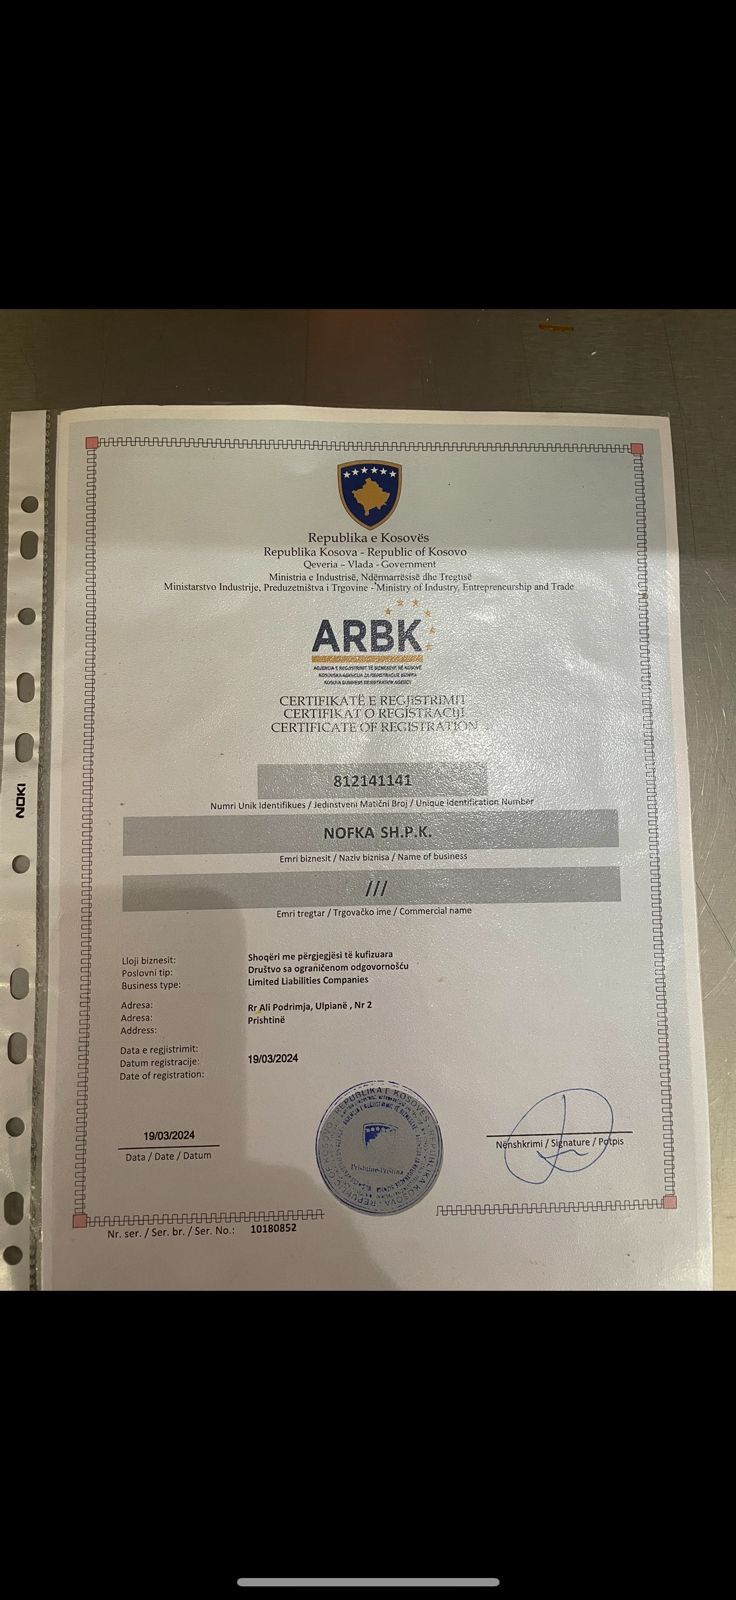 Republika e Kosovës
Republika Kosova - Republic of Kosovo
Qeveria – Vlada - Government
Ministria e Industrisë, Ndërmarrësisë dhe Tregtisë
Ministarstvo Industrije, Preduzetništva i Trgovine - Ministry of Industry, Entrepreneurship and Trade
ARBK
AGJENCIA E REGJISTRIMIT TË BIZNESEVE NË KOSOVË
KOSOVSKA AGENCIJA ZA REGISTRACIJE BIZNISA
KOSOVA BUSINESS REGISTRATION AGENCY
CERTIFIKATË E REGJISTRIMIT
CERTIFIKAT O REGISTRACIJI
CERTIFICATE OF REGISTRATION
812141141
Numri Unik Identifikues / Jedinstveni Matični Broj / Unique Identification Number
NOFKA SH.P.K.
Emri biznesit / Naziv biznisa / Name of business
///
Emri tregtar / Trgovačko ime / Commercial name
Lloji biznesit: Shoqëri me përgjegjësi të kufizuara
Poslovni tip: Društvo sa ograničenom odgovornošću
Business type: Limited Liabilities Companies
Adresa: Rr Ali Podrimja, Ulpianë , Nr 2
Adresa: Prishtinë
Address:
Data e regjistrimit:
Datum registracije: 19/03/2024
Date of registration:
19/03/2024
Data / Date / Datum
REPUBLIKA E KOSOVËS
Prishtinë-Priština
Nënshkrimi / Signature / Potpis
Nr. ser. / Ser. br. / Ser. No.: 10180852
NOKI